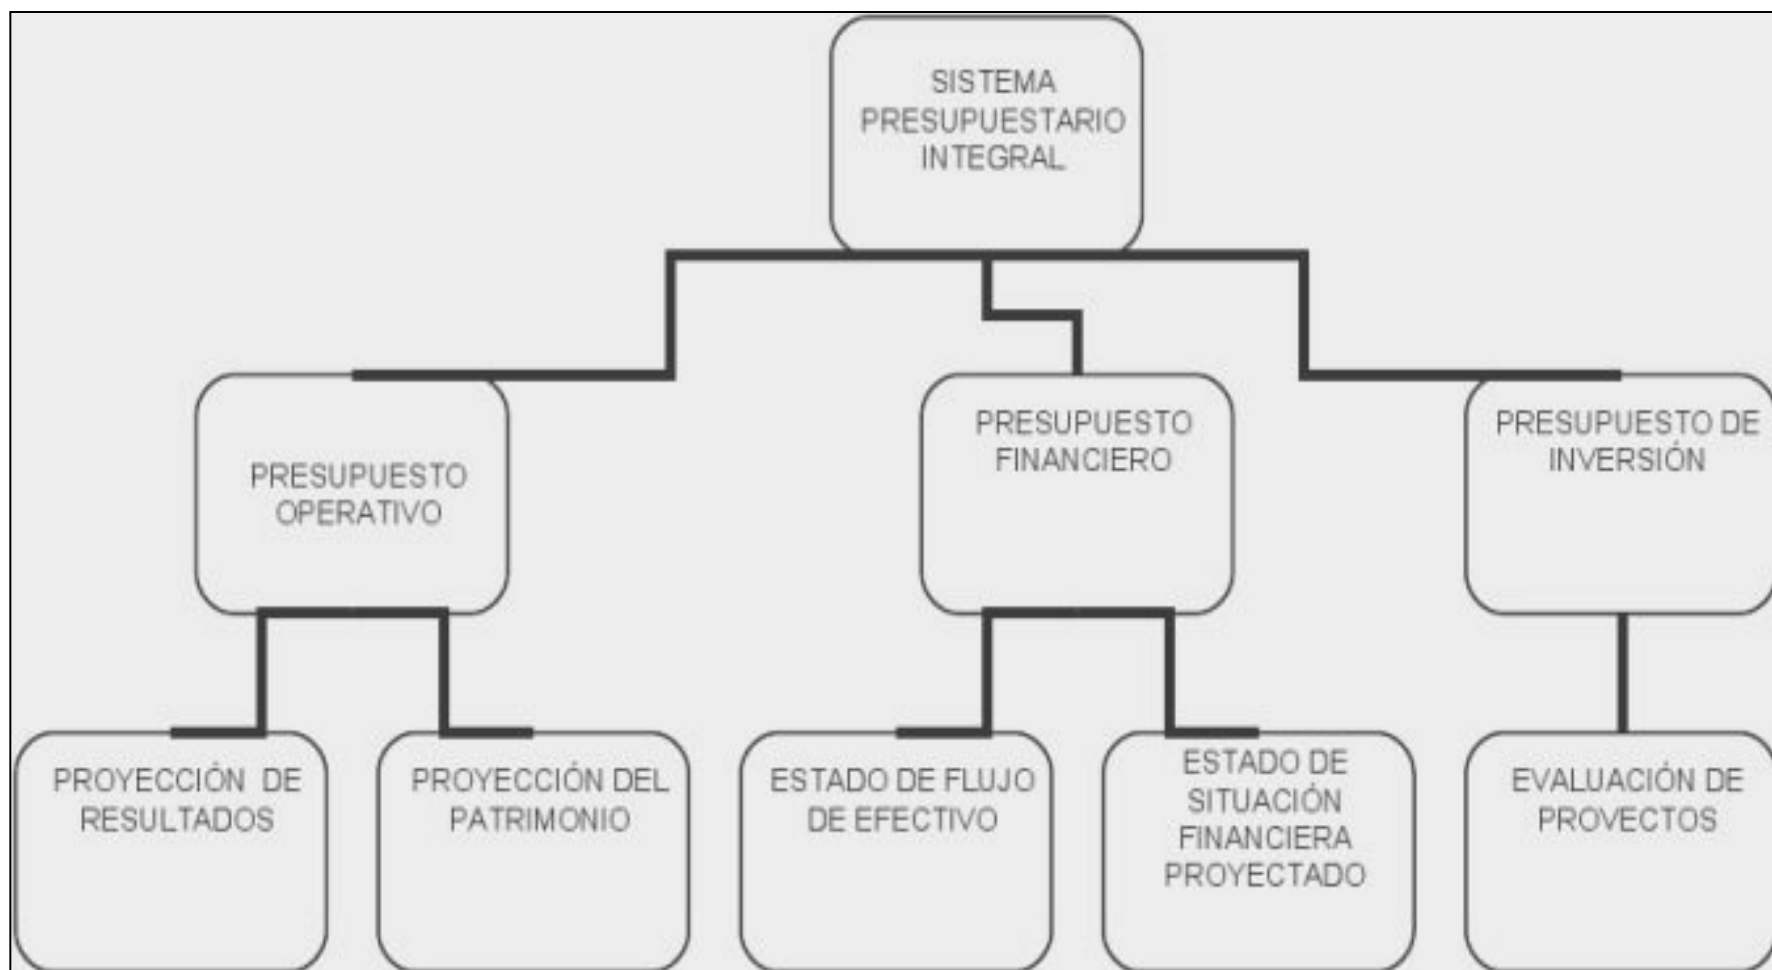 SISTEMA
PRESUPUESTARIO
INTEGRAL
PRESUPUESTO
OPERATIVO
PRESUPUESTO
FINANCIERO
PRESUPUESTO DE
INVERSIÓN
PROYECCIÓN DE
RESULTADOS
PROYECCIÓN DEL
PATRIMONIO
ESTADO DE FLUJO
DE EFECTIVO
ESTADO DE
SITUACIÓN
FINANCIERA
PROYECTADO
EVALUACIÓN DE
PROVECTOS